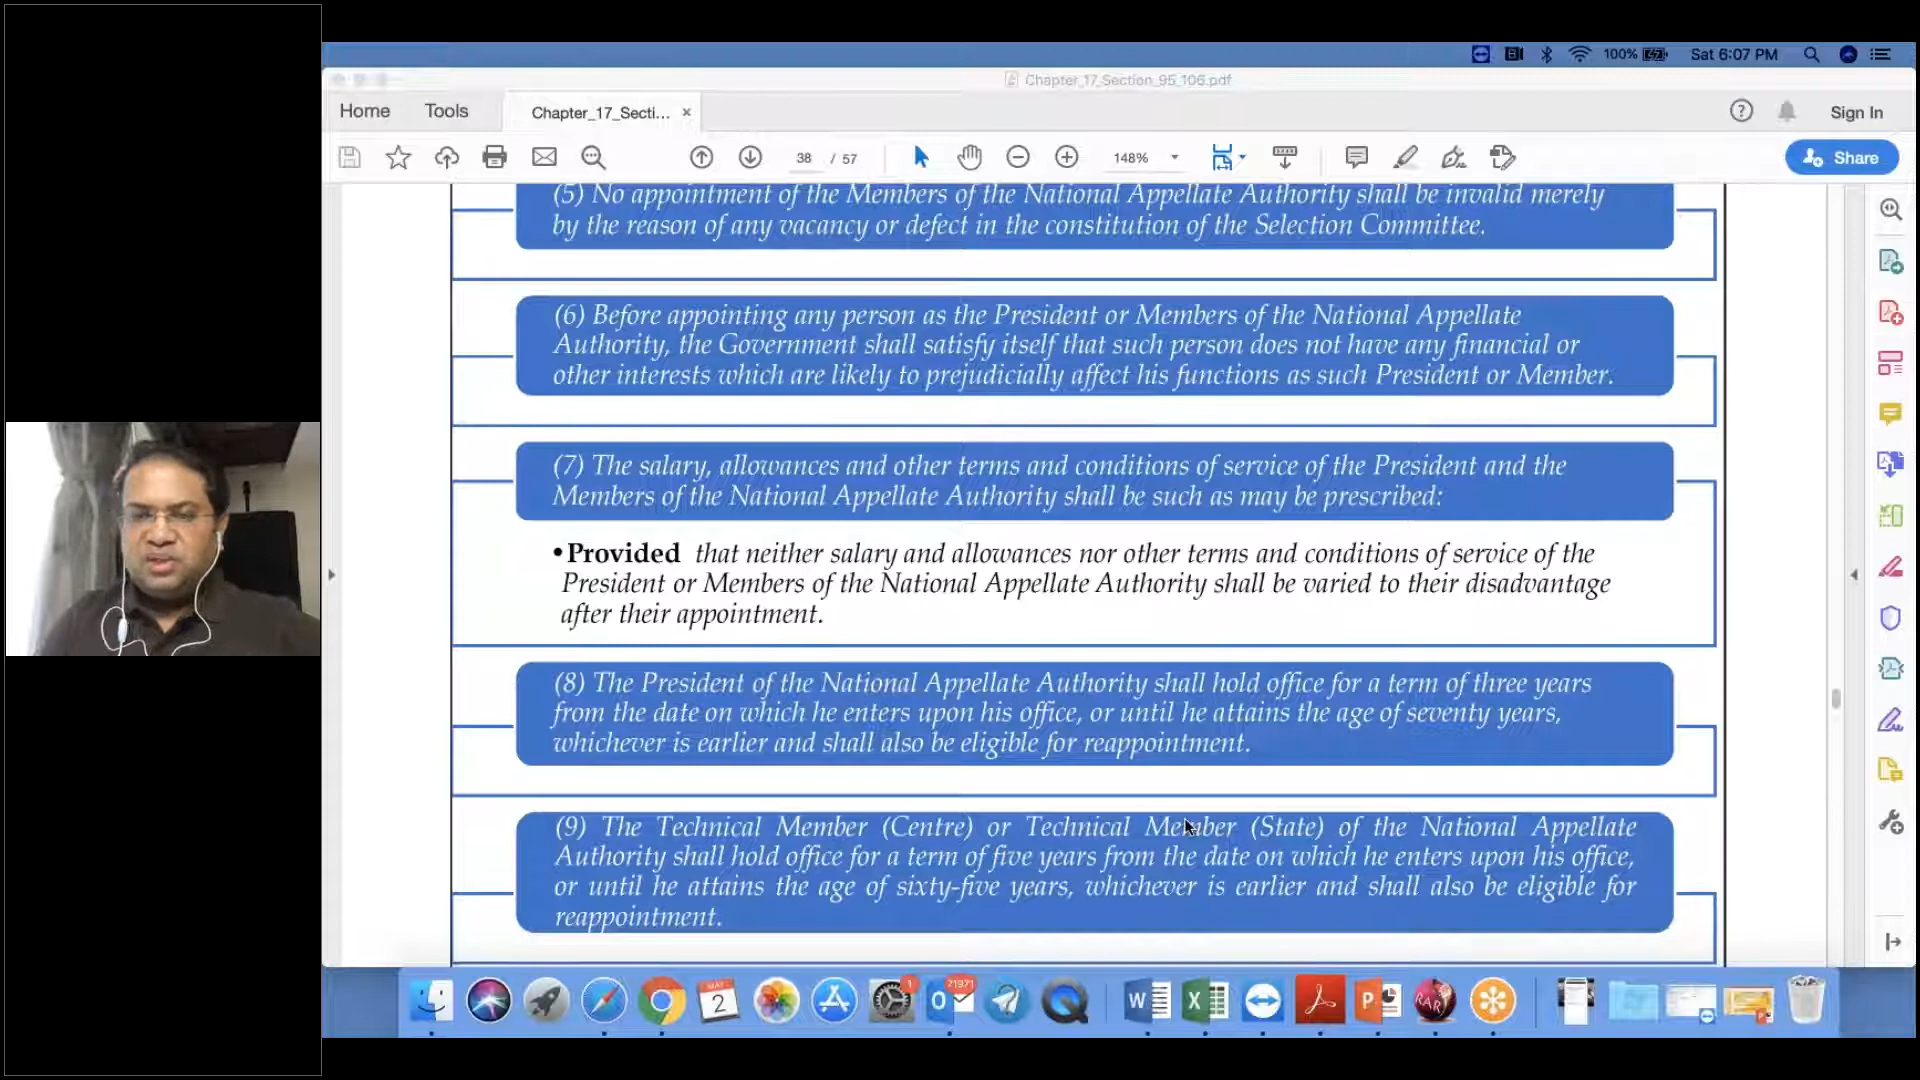 100% Sat 6:07 PM
Chapter_17_Section_95_106.pdf
Home Tools Chapter_17_Secti... × Sign In
38 / 57 148% Share
(5) No appointment of the Members of the National Appellate Authority shall be invalid merely
by the reason of any vacancy or defect in the constitution of the Selection Committee.
(6) Before appointing any person as the President or Members of the National Appellate
Authority, the Government shall satisfy itself that such person does not have any financial or
other interests which are likely to prejudicially affect his functions as such President or Member.
(7) The salary, allowances and other terms and conditions of service of the President and the
Members of the National Appellate Authority shall be such as may be prescribed:
•Provided that neither salary and allowances nor other terms and conditions of service of the
President or Members of the National Appellate Authority shall be varied to their disadvantage
after their appointment.
(8) The President of the National Appellate Authority shall hold office for a term of three years
from the date on which he enters upon his office, or until he attains the age of seventy years,
whichever is earlier and shall also be eligible for reappointment.
(9) The Technical Member (Centre) or Technical Member (State) of the National Appellate
Authority shall hold office for a term of five years from the date on which he enters upon his office,
or until he attains the age of sixty-five years, whichever is earlier and shall also be eligible for
reappointment.
MAY
2
1
21371
O
W
X
P
RAR